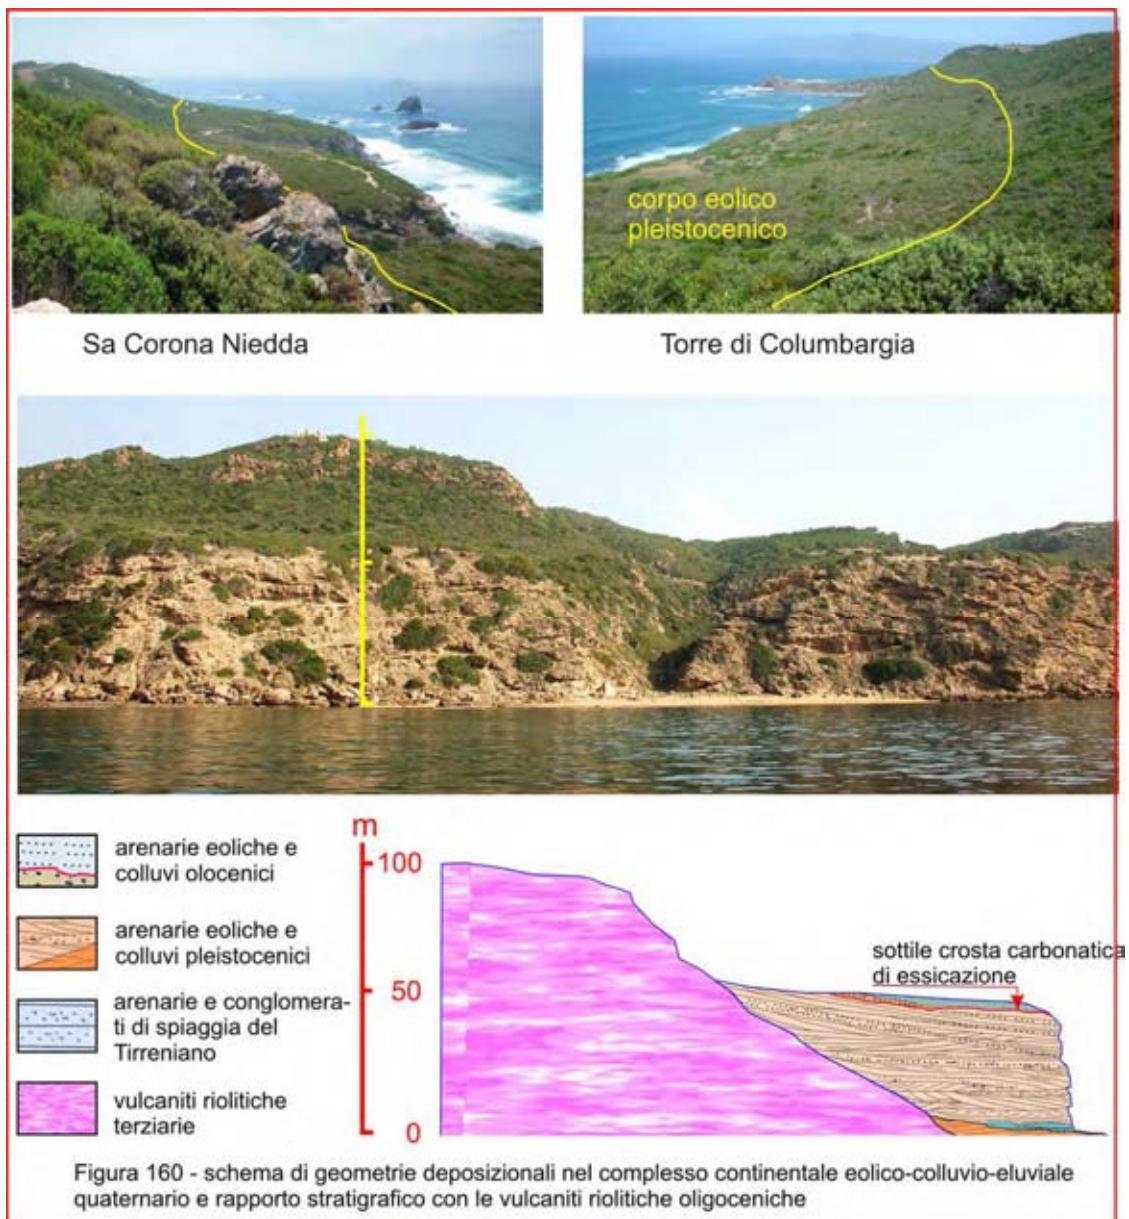 corpo eolico
pleistocenico
Sa Corona Niedda
Torre di Columbargia
arenarie eoliche e
colluvi olocenici
arenarie eoliche e
colluvi pleistocenici
arenarie e conglomera-
ti di spiaggia del
Tirreniano
vulcaniti riolitiche
terziarie
m
100
50
0
sottile crosta carbonatica
di essicazione
Figura 160 - schema di geometrie deposizionali nel complesso continentale eolico-colluvio-eluviale
quaternario e rapporto stratigrafico con le vulcaniti riolitiche oligoceniche